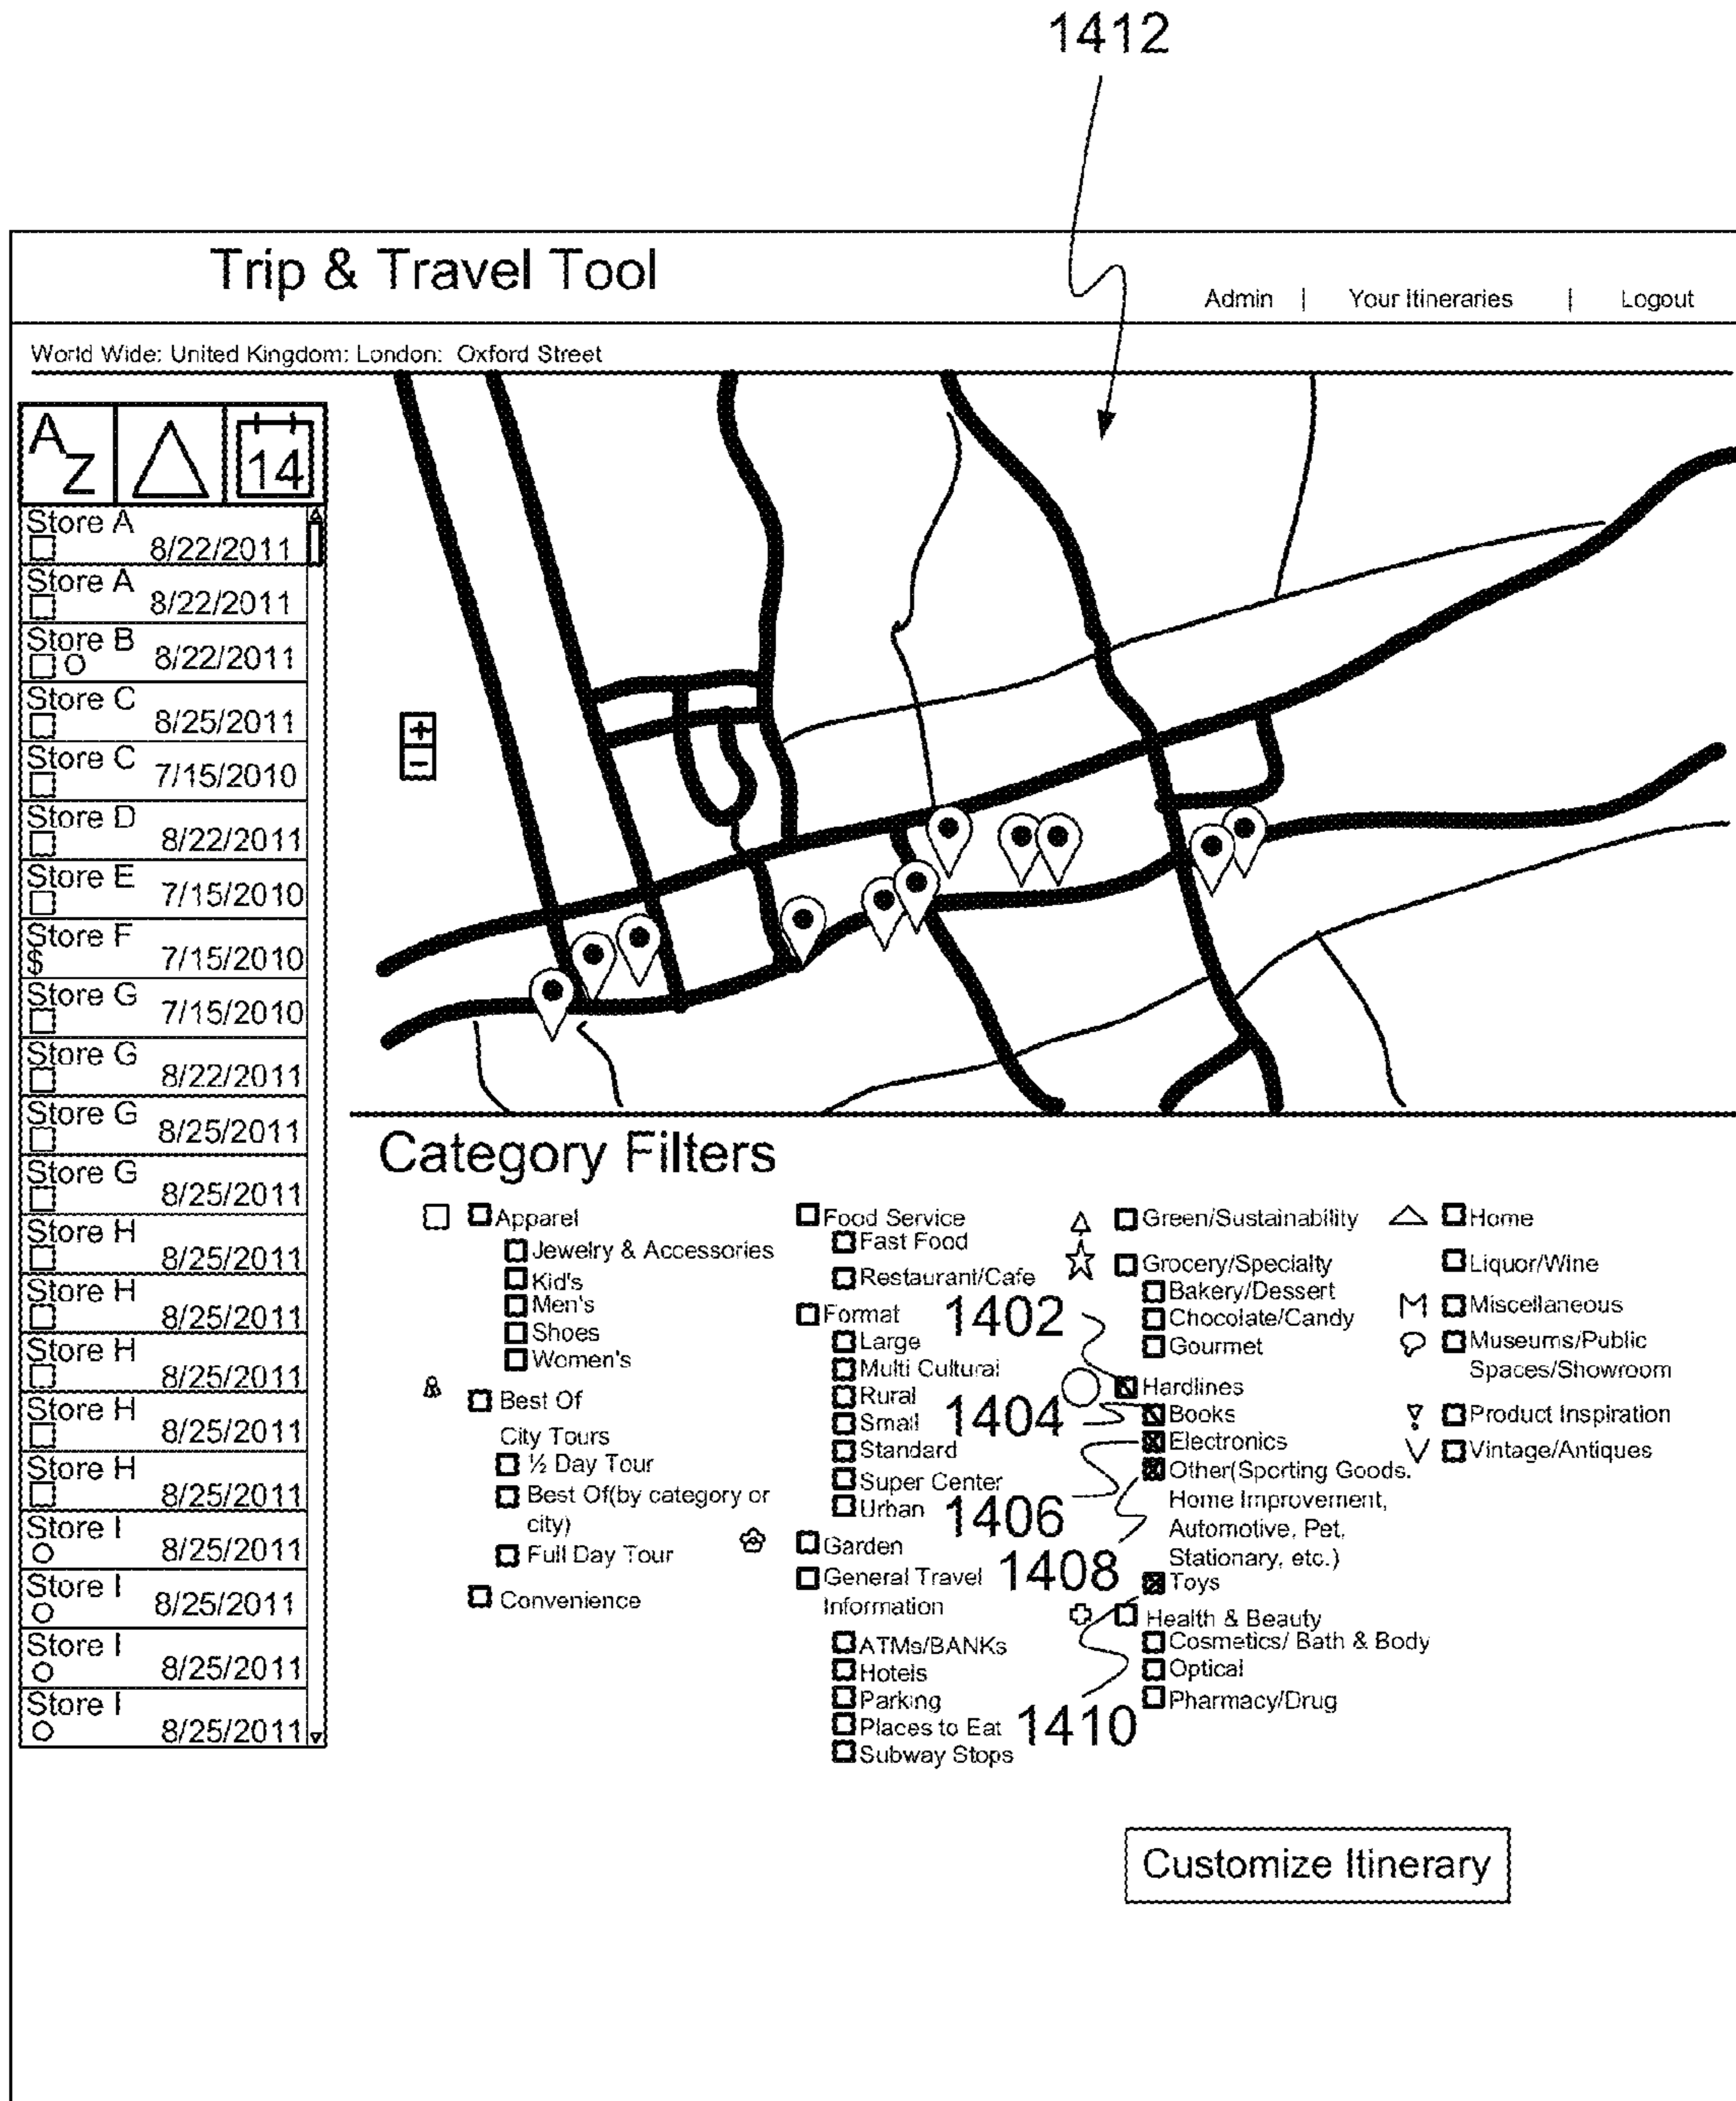 1412
Trip & Travel Tool
Admin | Your Itineraries | Logout
World Wide: United Kingdom: London: Oxford Street
A
Z
14
Store A
8/22/2011
Store A
8/22/2011
Store B
8/22/2011
Store C
8/25/2011
Store C
7/15/2010
Store D
8/22/2011
Store E
7/15/2010
Store F
$ 7/15/2010
Store G
7/15/2010
Store G
8/22/2011
Store G
8/25/2011
Store G
8/25/2011
Store H
8/25/2011
Store H
8/25/2011
Store H
8/25/2011
Store H
8/25/2011
Store H
8/25/2011
Store I
8/25/2011
Store I
8/25/2011
Store I
8/25/2011
Store I
8/25/2011
+
-
Category Filters
Apparel
Jewelry & Accessories
Kid's
Men's
Shoes
Women's
Best Of
City Tours
½ Day Tour
Best Of(by category or
city)
Full Day Tour
Convenience
Food Service
Fast Food
Restaurant/Cafe
Format
Large
Multi Cultural
Rural
Small
Standard
Super Center
Urban
Garden
General Travel
Information
ATMs/BANKs
Hotels
Parking
Places to Eat
Subway Stops
1402
1404
1406
1408
1410
Green/Sustainability
Grocery/Specialty
Bakery/Dessert
Chocolate/Candy
Gourmet
Hardlines
Books
Electronics
Other(Sporting Goods.
Home Improvement,
Automotive, Pet,
Stationary, etc.)
Toys
Health & Beauty
Cosmetics/ Bath & Body
Optical
Pharmacy/Drug
Home
Liquor/Wine
M Miscellaneous
Museums/Public
Spaces/Showroom
Product Inspiration
V Vintage/Antiques
Customize Itinerary